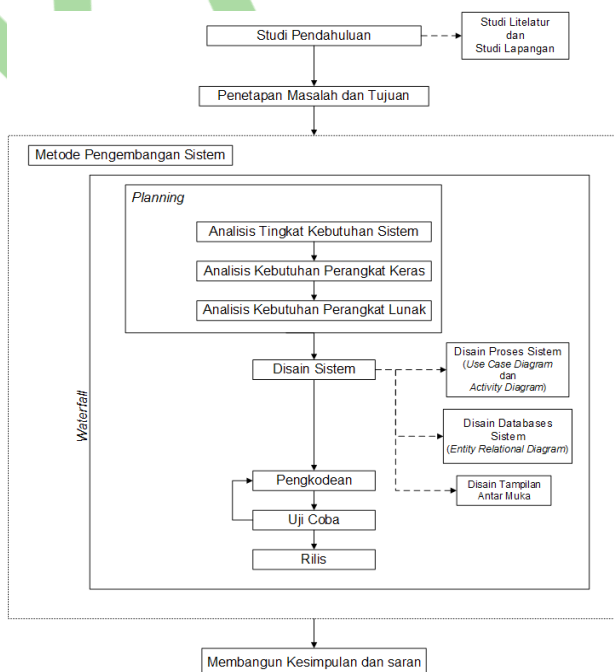 Studi Pendahuluan
Studi Litelatur
dan
Studi Lapangan
Penetapan Masalah dan Tujuan
Metode Pengembangan Sistem
Waterfall
Planning
Analisis Tingkat Kebutuhan Sistem
Analisis Kebutuhan Perangkat Keras
Analisis Kebutuhan Perangkat Lunak
Disain Sistem
Disain Proses Sistem
(Use Case Diagram
dan
Activity Diagram)
Disain Databases
Sistem
(Entity Relational Diagram)
Disain Tampilan
Antar Muka
Pengkodean
Uji Coba
Rilis
Membangun Kesimpulan dan saran